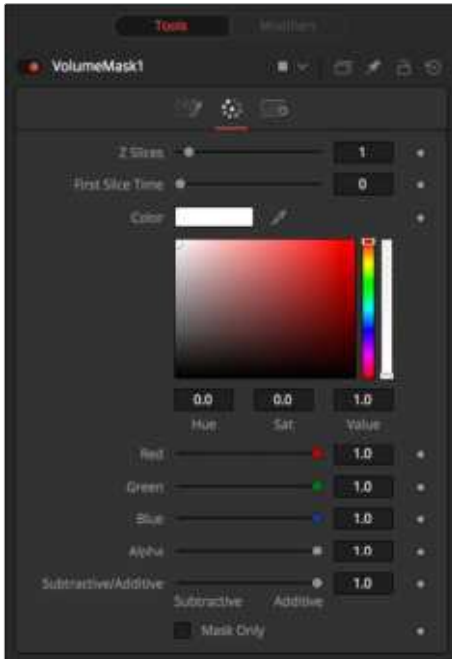 Tools Modifiers
VolumeMask1
Z Slices 1
First Slice Time 0
Color
0.0 0.0 1.0
Hue Sat Value
Red 1.0
Green 1.0
Blue 1.0
Alpha 1.0
Subtractive/Additive 1.0
Subtractive Additive
Mask Only